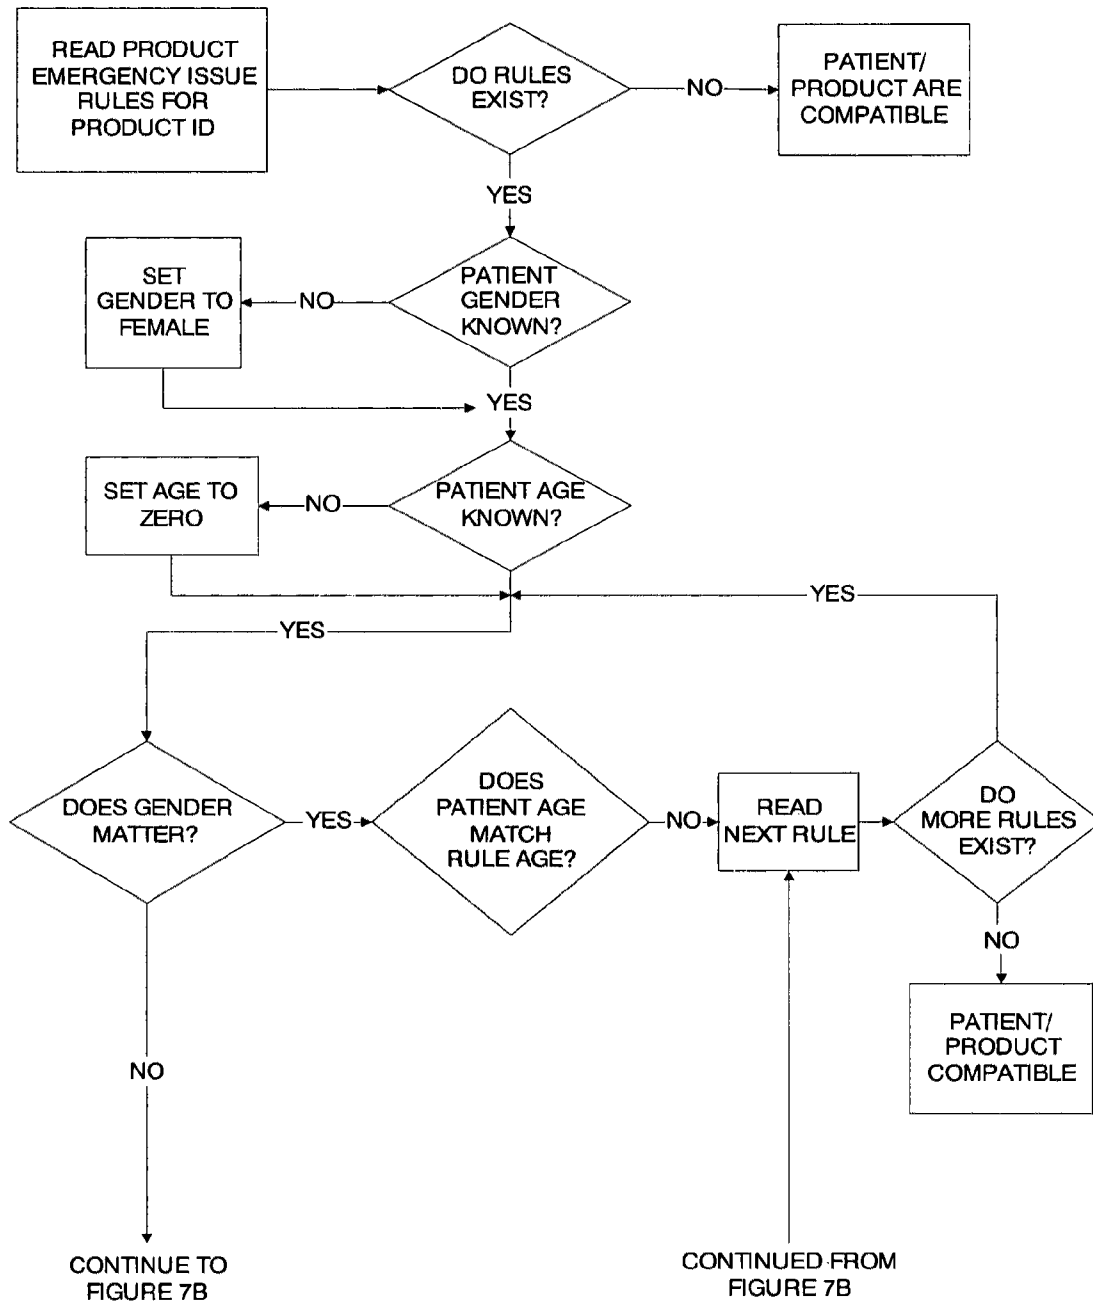 READ PRODUCT
EMERGENCY ISSUE
RULES FOR
PRODUCT ID
DO RULES
EXIST?
NO
PATIENT/
PRODUCT ARE
COMPATIBLE
YES
SET
GENDER TO
FEMALE
NO
PATIENT
GENDER
KNOWN?
YES
SET AGE TO
ZERO
NO
PATIENT AGE
KNOWN?
YES
YES
DOES GENDER
MATTER?
YES
DOES
PATIENT AGE
MATCH
RULE AGE?
NO
READ
NEXT RULE
DO
MORE RULES
EXIST?
NO
PATIENT/
PRODUCT
COMPATIBLE
NO
CONTINUE TO
FIGURE 7B
CONTINUED FROM
FIGURE 7B